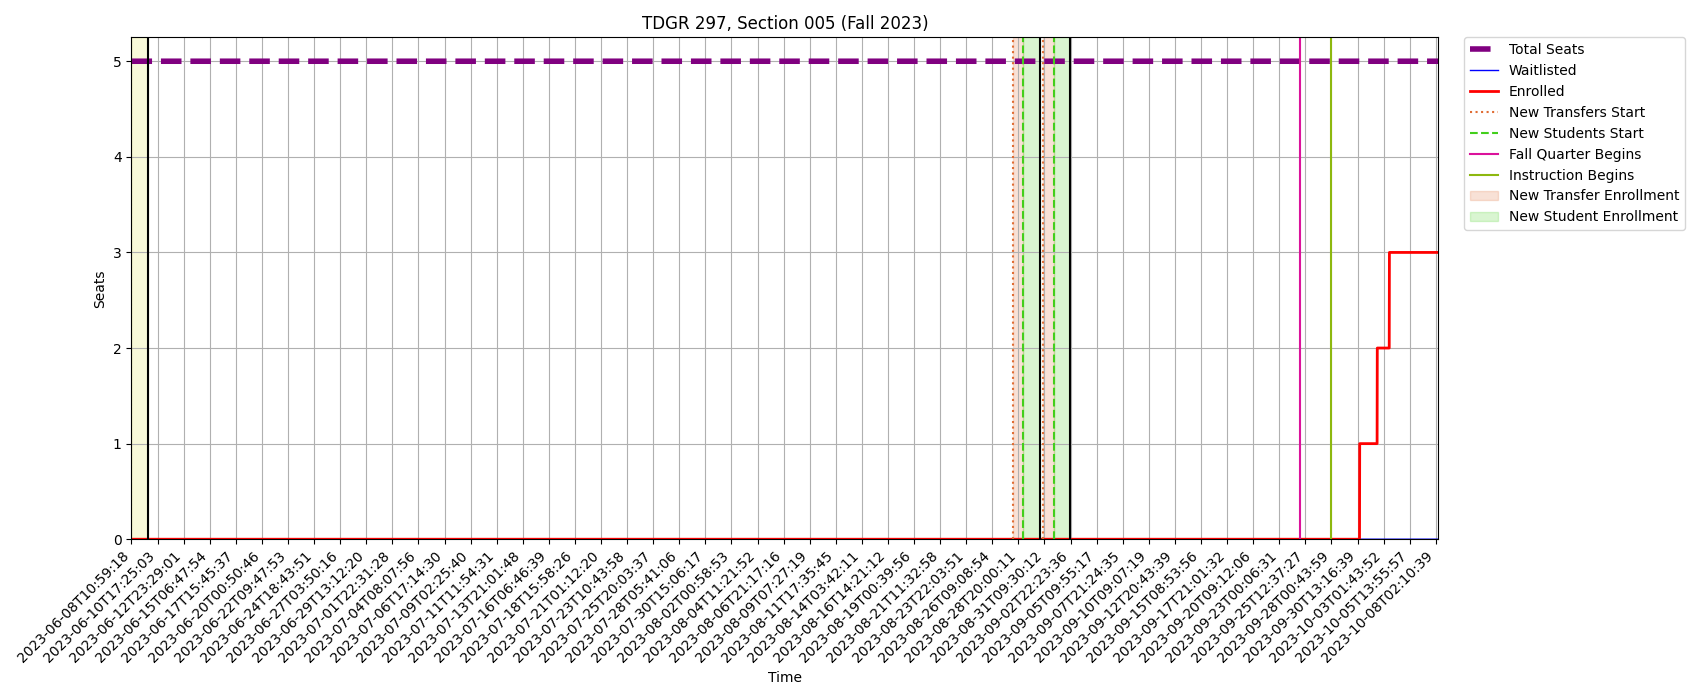 TDGR 297, Section 005 (Fall 2023)
Total Seats
Waitlisted
Enrolled
New Transfers Start
New Students Start
Fall Quarter Begins
Instruction Begins
New Transfer Enrollment
New Student Enrollment
Seats
5
4
3
2
1
0
2023-06-08T10:59:18
2023-06-10T17:25:03
2023-06-12T23:29:01
2023-06-15T06:47:54
2023-06-17T15:45:37
2023-06-20T00:50:46
2023-06-22T09:47:53
2023-06-24T18:43:51
2023-06-27T03:50:16
2023-06-29T13:12:20
2023-07-01T22:31:28
2023-07-04T08:07:56
2023-07-06T17:14:30
2023-07-09T02:25:40
2023-07-11T11:54:31
2023-07-13T21:01:48
2023-07-16T06:46:39
2023-07-18T15:58:26
2023-07-21T01:12:20
2023-07-23T10:43:58
2023-07-25T20:03:37
2023-07-28T05:41:06
2023-07-30T15:06:17
2023-08-02T00:58:53
2023-08-04T11:21:52
2023-08-06T21:17:16
2023-08-09T07:27:19
2023-08-11T17:35:45
2023-08-14T03:42:11
2023-08-16T14:21:12
2023-08-19T00:39:56
2023-08-21T11:32:58
2023-08-23T22:03:51
2023-08-26T09:08:54
2023-08-28T20:00:11
2023-08-31T09:30:12
2023-09-02T22:23:36
2023-09-05T09:55:17
2023-09-07T21:24:35
2023-09-10T09:07:19
2023-09-12T20:43:39
2023-09-15T08:53:56
2023-09-17T21:01:32
2023-09-20T09:12:06
2023-09-23T00:06:31
2023-09-25T12:37:27
2023-09-28T00:43:59
2023-09-30T13:16:39
2023-10-03T01:43:52
2023-10-05T13:55:57
2023-10-08T02:10:39
Time